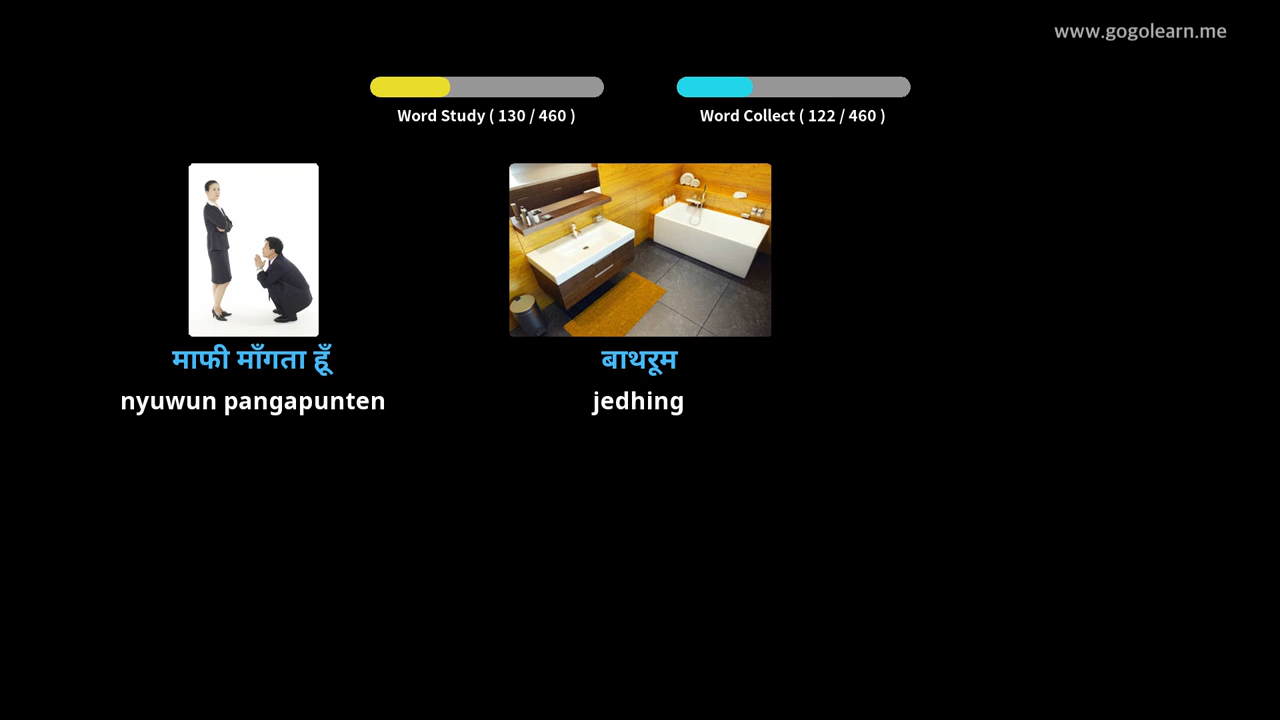 www.gogolearn.me
Word Study ( 130 / 460 )
Word Collect ( 122 / 460 )
माफी माँगता हूँ
nyuwun pangapunten
बाथरूम
jedhing